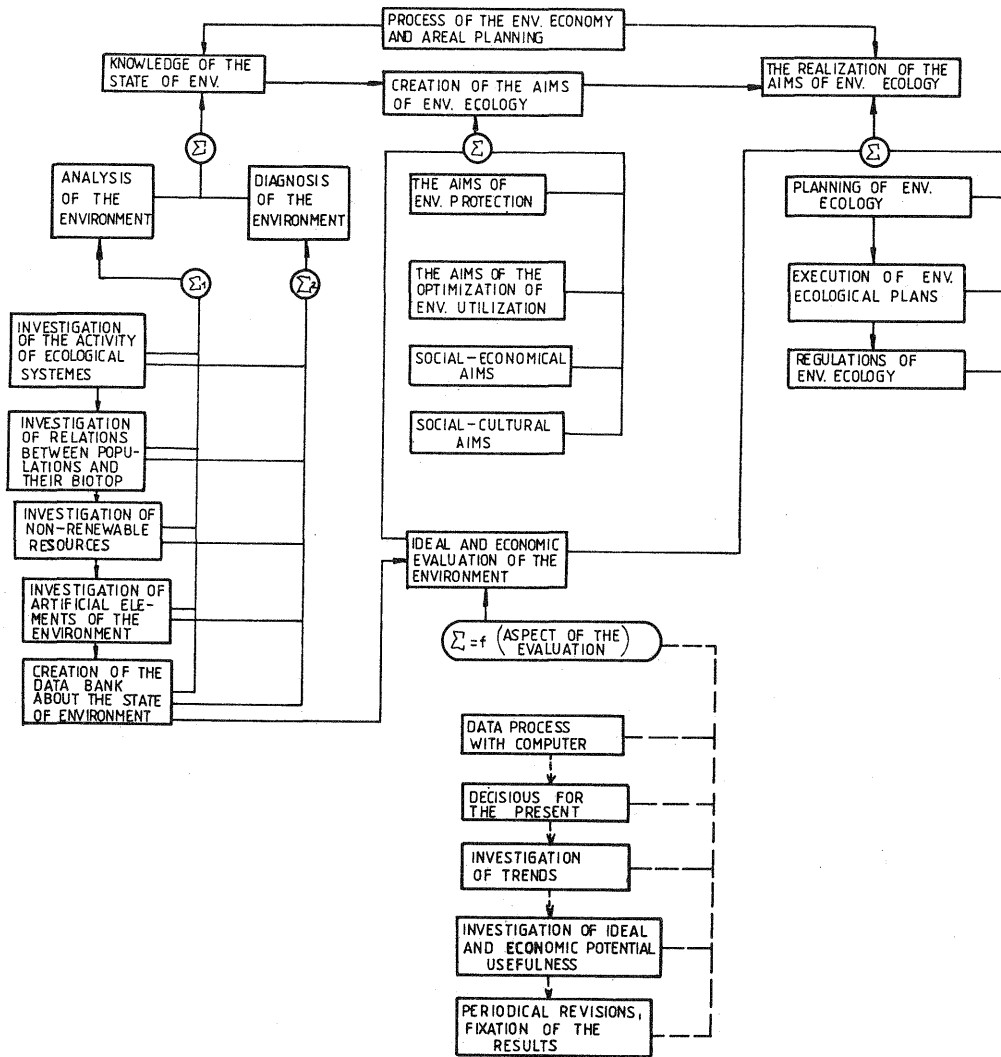 PROCESS OF THE ENV. ECONOMY
AND AREAL PLANNING
KNOWLEDGE OF THE
STATE OF ENV.
CREATION OF THE AIMS
OF ENV. ECOLOGY
THE REALIZATION OF THE
AIMS OF ENV. ECOLOGY
Σ
Σ
Σ
ANALYSIS
OF THE
ENVIRONMENT
DIAGNOSIS
OF THE
ENVIRONMENT
Σ1
Σ2
INVESTIGATION
OF THE ACTIVITY
OF ECOLOGICAL
SYSTEMES
INVESTIGATION
OF RELATIONS
BETWEEN POPU-
LATIONS AND
THEIR BIOTOP
INVESTIGATION OF
NON-RENEWABLE
RESOURCES
INVESTIGATION OF
ARTIFICIAL ELE-
MENTS OF THE
ENVIRONMENT
CREATION OF THE
DATA BANK
ABOUT THE STATE
OF ENVIRONMENT
THE AIMS OF
ENV. PROTECTION
THE AIMS OF THE
OPTIMIZATION OF
ENV. UTILIZATION
SOCIAL-ECONOMICAL
AIMS
SOCIAL-CULTURAL
AIMS
PLANNING OF ENV.
ECOLOGY
EXECUTION OF ENV.
ECOLOGICAL PLANS
REGULATIONS OF
ENV. ECOLOGY
IDEAL AND ECONOMIC
EVALUATION OF THE
ENVIRONMENT
Σ = f (ASPECT OF THE
EVALUATION)
DATA PROCESS
WITH COMPUTER
DECISIOUS FOR
THE PRESENT
INVESTIGATION
OF TRENDS
INVESTIGATION OF IDEAL
AND ECONOMIC POTENTIAL
USEFULNESS
PERIODICAL REVISIONS,
FIXATION OF THE
RESULTS